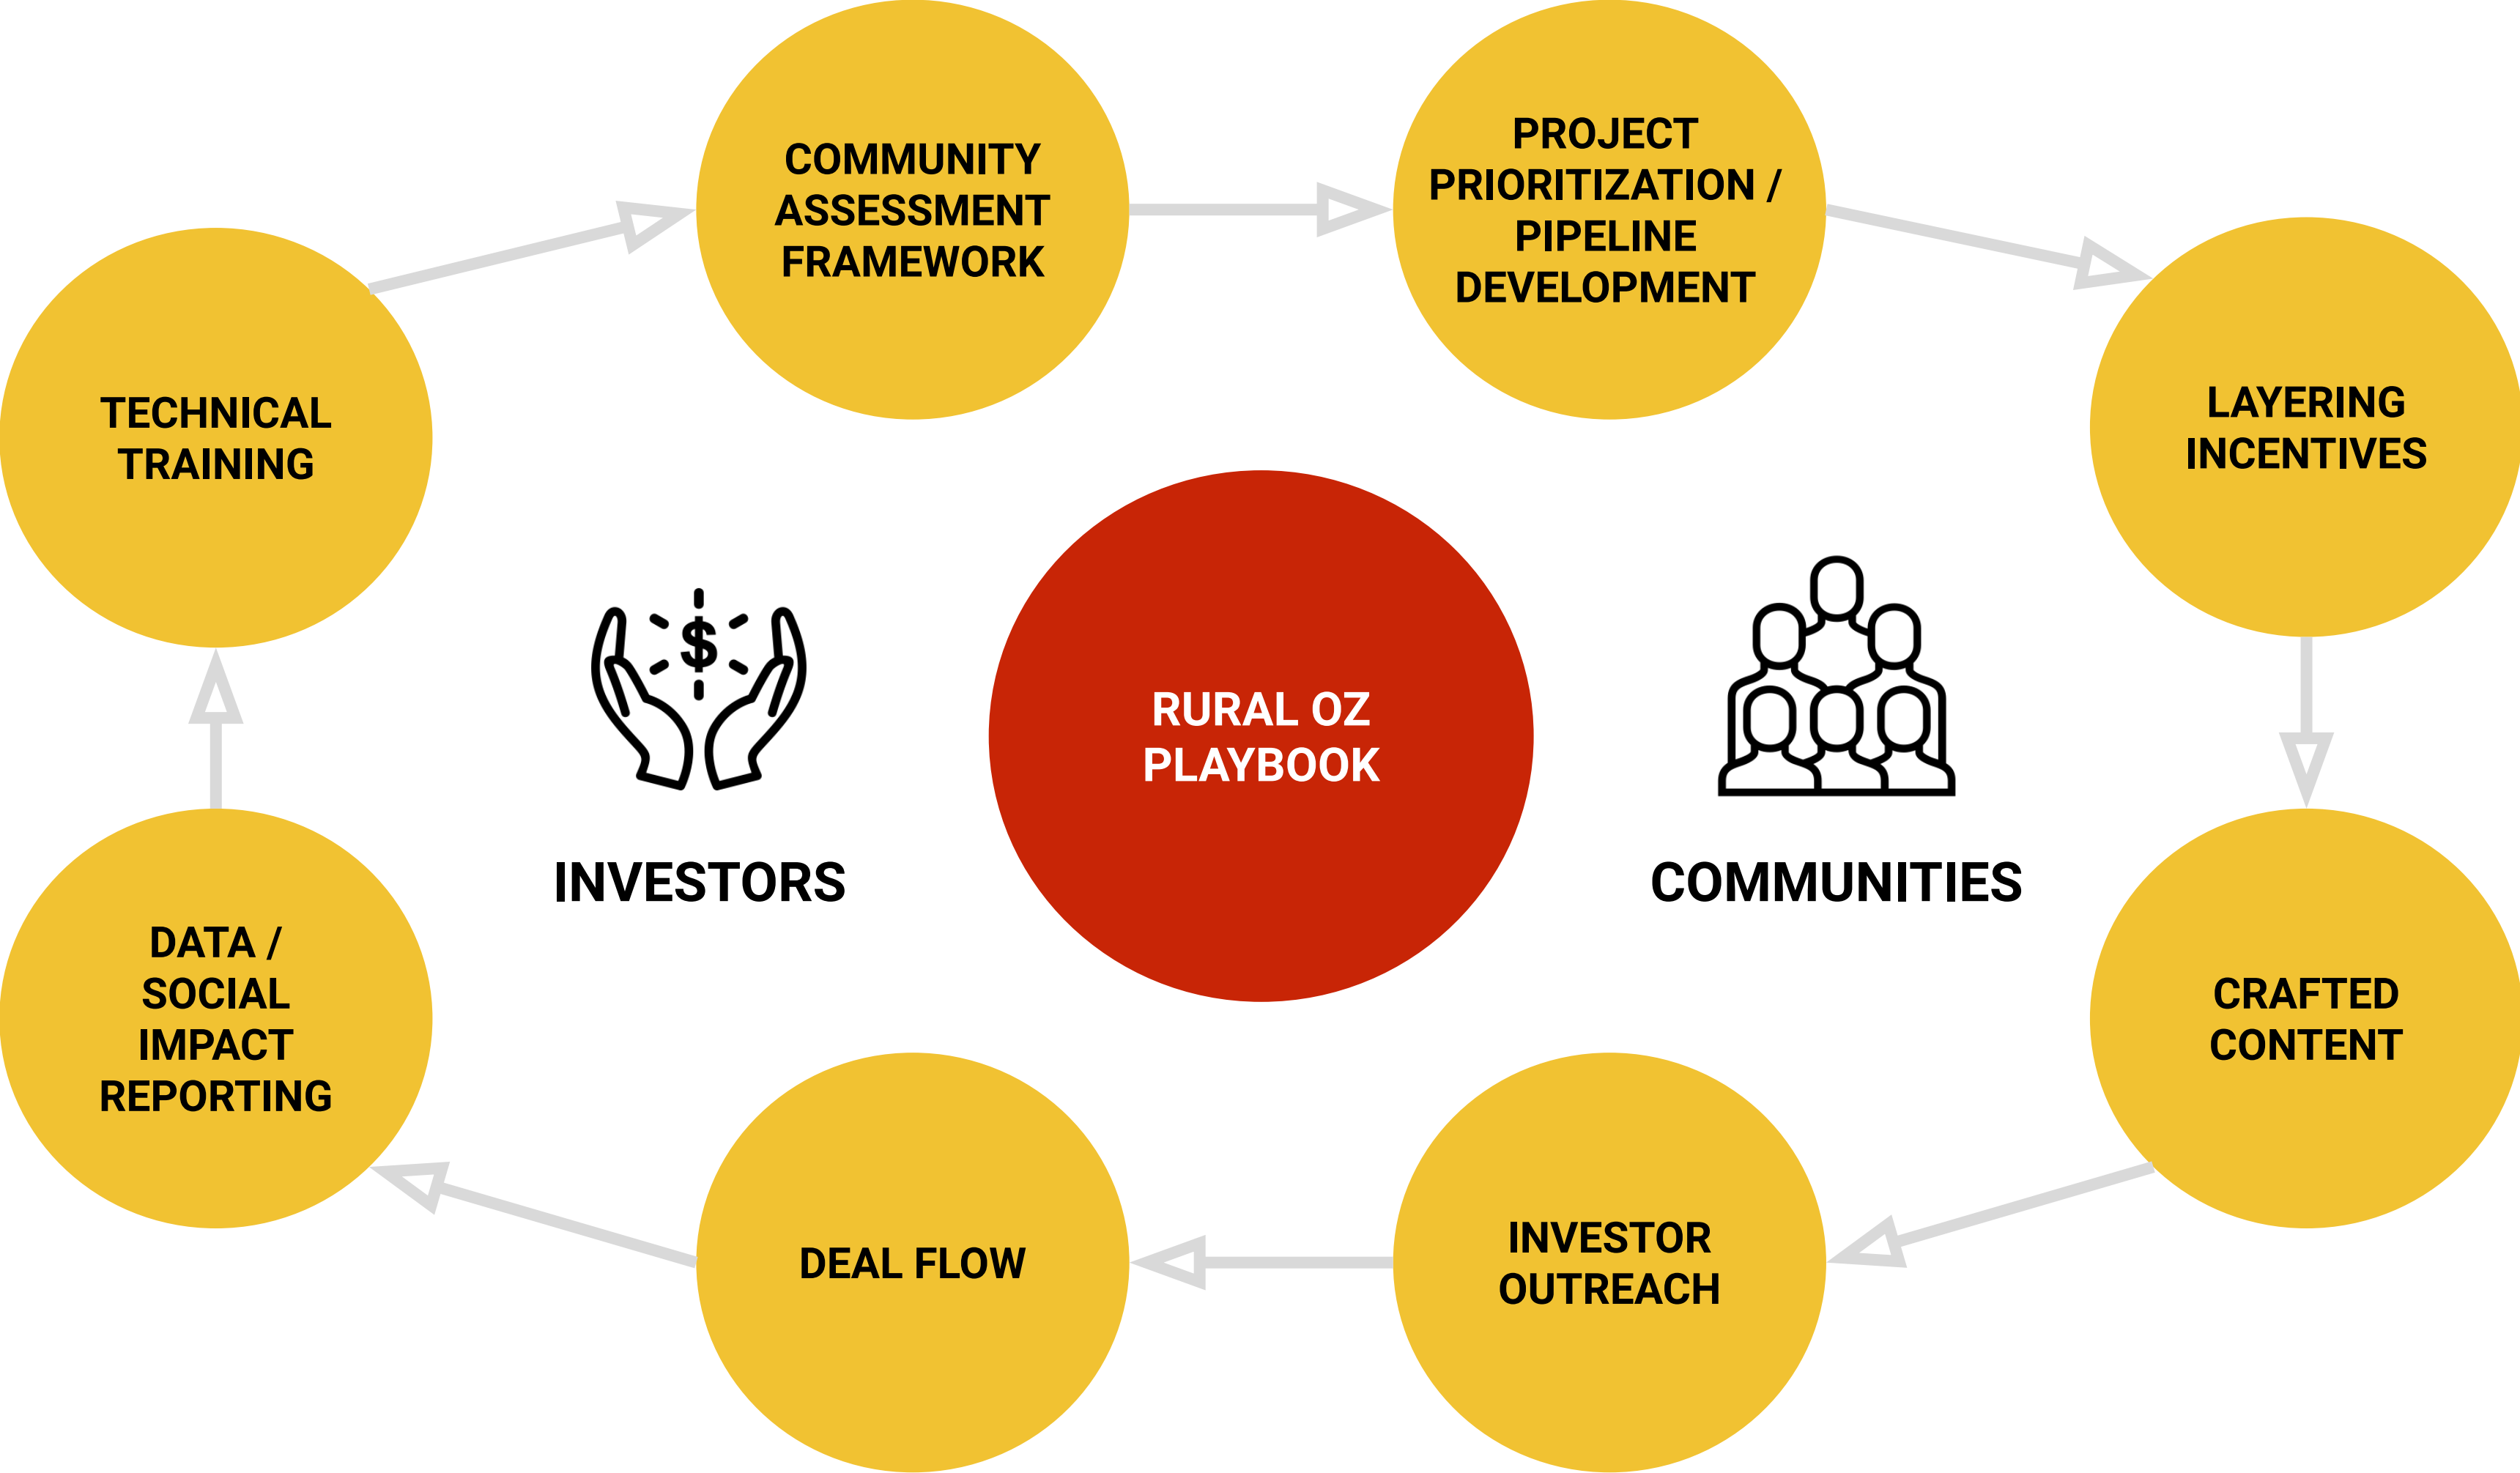 COMMUNITY
ASSESSMENT
FRAMEWORK
PROJECT
PRIORITIZATION /
PIPELINE
DEVELOPMENT
TECHNICAL
TRAINING
LAYERING
INCENTIVES
$
INVESTORS
RURAL OZ
PLAYBOOK
COMMUNITIES
DATA /
SOCIAL
IMPACT
REPORTING
CRAFTED
CONTENT
DEAL FLOW
INVESTOR
OUTREACH